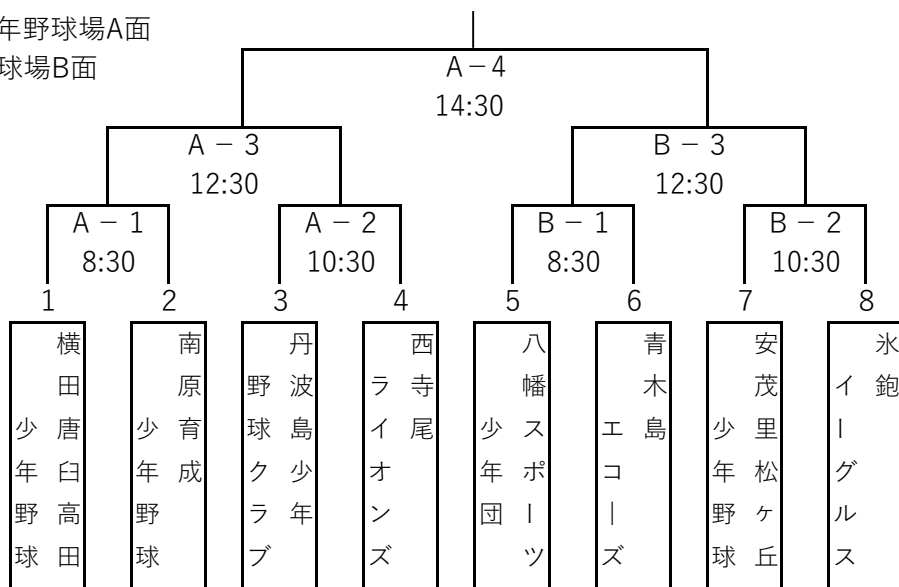 年野球場A面
球場B面
A－4
14:30
A－3
12:30
B－3
12:30
A－1
8:30
A－2
10:30
B－1
8:30
B－2
10:30
1
2
3
4
5
6
7
8
横田唐臼高田
少年野球
南原育成
少年野球
丹波島少年
野球クラブ
西寺尾
ライオンズ
八幡スポーツ
少年団
青木島
エコーズ
安茂里松ヶ丘
少年野球
氷鉋
イーグルス